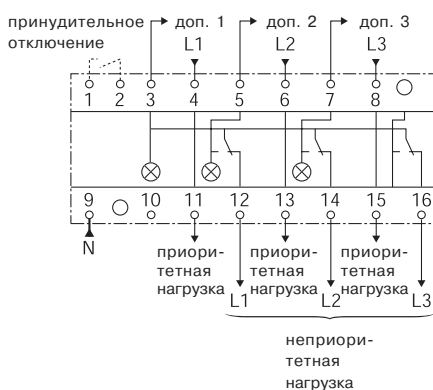 принудительное отключение
доп. 1 доп. 2 доп. 3
L1 L2 L3
1 2 3 4 5 6 7 8
9 10 11 12 13 14 15 16
N
приори-
тетная
нагрузка
приори-
тетная
нагрузка
приори-
тетная
нагрузка
L1 L2 L3
неприори-
тетная
нагрузка